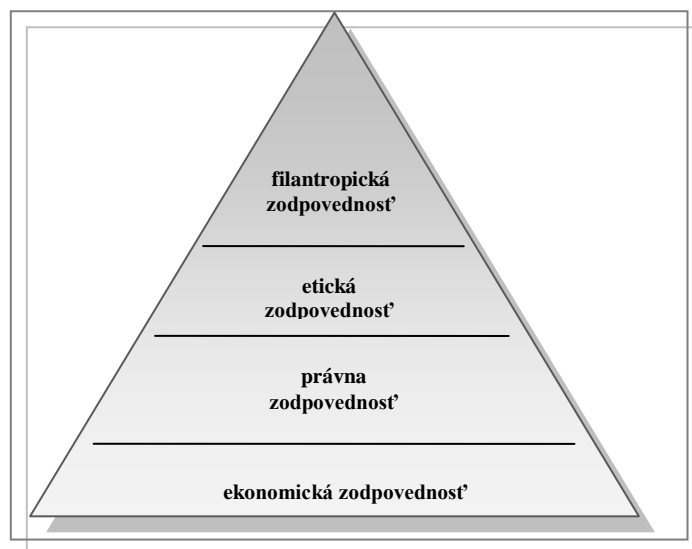 filantropická
zodpovednosť
etická
zodpovednosť
právna
zodpovednosť
ekonomická zodpovednosť